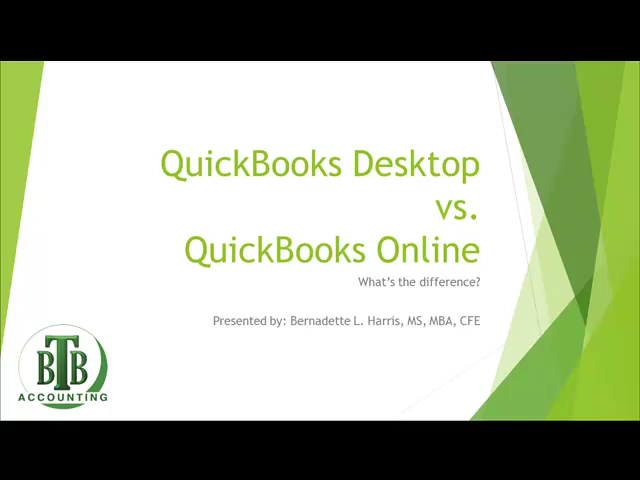 QuickBooks Desktop
vs.
QuickBooks Online
What's the difference?
Presented by: Bernadette L. Harris, MS, MBA, CFE
BTB
ACCOUNTING